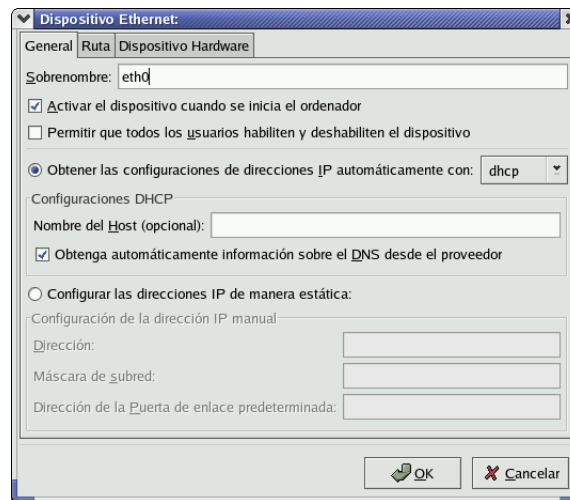 Dispositivo Ethernet:
General Ruta Dispositivo Hardware
Sobrenombre: eth0
Activar el dispositivo cuando se inicia el ordenador
Permitir que todos los usuarios habiliten y deshabiliten el dispositivo
Obtener las configuraciones de direcciones IP automáticamente con: dhcp
Configuraciones DHCP
Nombre del Host (opcional):
Obtenga automáticamente información sobre el DNS desde el proveedor
Configurar las direcciones IP de manera estática:
Configuración de la dirección IP manual
Dirección:
Máscara de subred:
Dirección de la Puerta de enlace predeterminada:
OK Cancelar